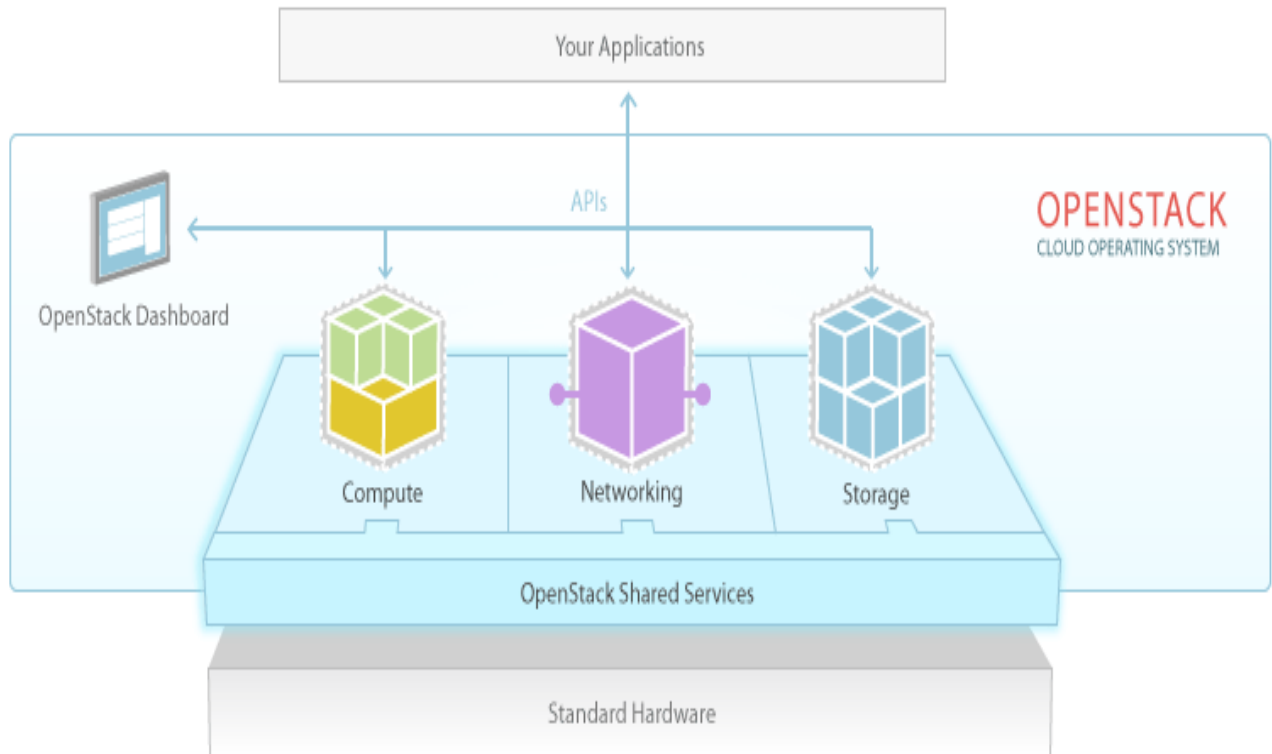 Your Applications
APIs
OPENSTACK
CLOUD OPERATING SYSTEM
OpenStack Dashboard
Compute
Networking
Storage
OpenStack Shared Services
Standard Hardware